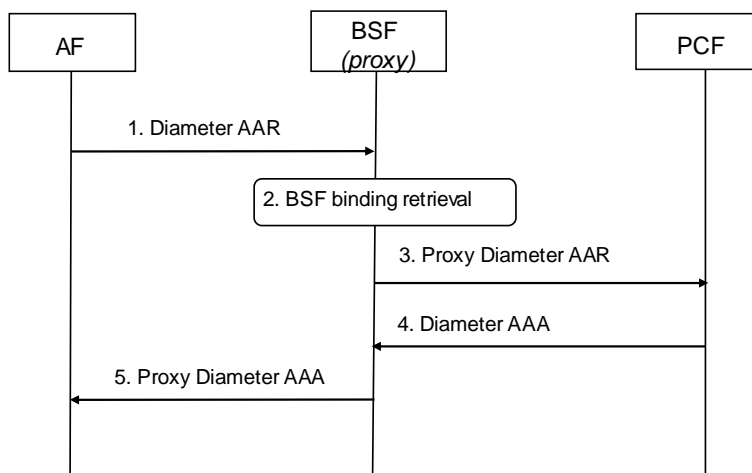 AF
BSF
(proxy)
PCF
1. Diameter AAR
2. BSF binding retrieval
3. Proxy Diameter AAR
4. Diameter AAA
5. Proxy Diameter AAA